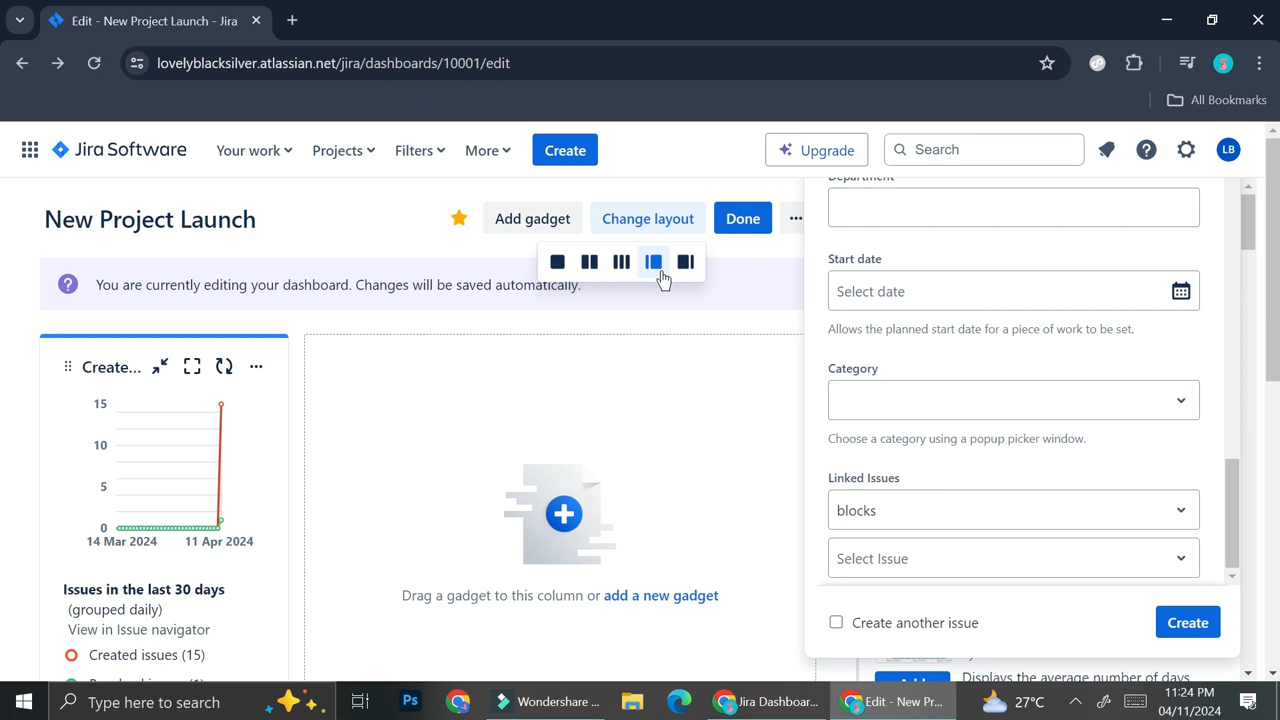 Edit - New Project Launch - Jira
lovelyblacksilver.atlassian.net/jira/dashboards/10001/edit
All Bookmarks
Jira Software
Your work
Projects
Filters
More
Create
Upgrade
Search
LB
New Project Launch
Add gadget
Change layout
Done
You are currently editing your dashboard. Changes will be saved automatically.
Create...
15
10
5
0
14 Mar 2024
11 Apr 2024
Issues in the last 30 days
(grouped daily)
View in Issue navigator
Created issues (15)
Drag a gadget to this column or add a new gadget
Department
Start date
Select date
Allows the planned start date for a piece of work to be set.
Category
Choose a category using a popup picker window.
Linked Issues
blocks
Select Issue
Create another issue
Create
Displays the average number of days
Type here to search
Ps
Wondershare ...
Jira Dashboar...
Edit - New Pr...
27°C
11:24 PM
04/11/2024